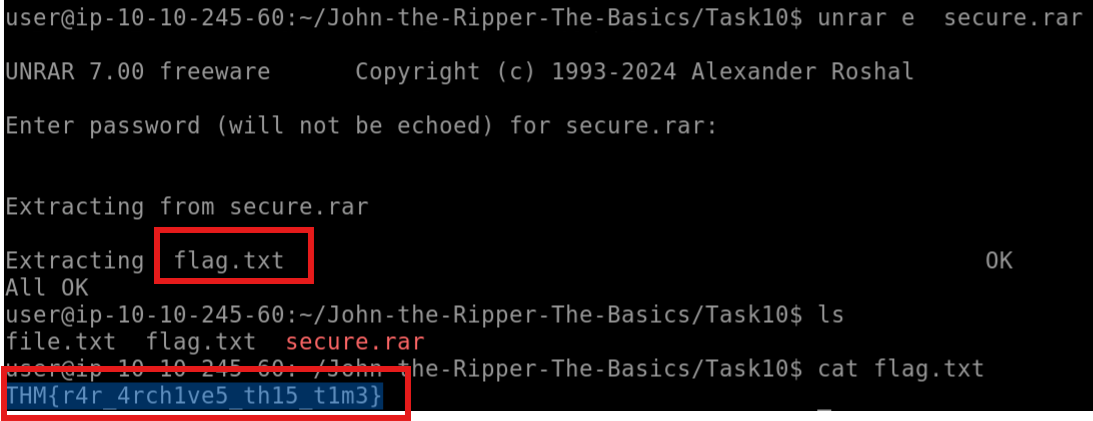 user@ip-10-10-245-60:~/John-the-Ripper-The-Basics/Task10$ unrar e  secure.rar
UNRAR 7.00 freeware      Copyright (c) 1993-2024 Alexander Roshal
Enter password (will not be echoed) for secure.rar:
Extracting from secure.rar
Extracting  flag.txt                                                  OK
All OK
user@ip-10-10-245-60:~/John-the-Ripper-The-Basics/Task10$ ls
file.txt  flag.txt  secure.rar
user@ip-10-10-245-60:~/John-the-Ripper-The-Basics/Task10$ cat flag.txt
THM{r4r_4rch1ve5_th15_t1m3}